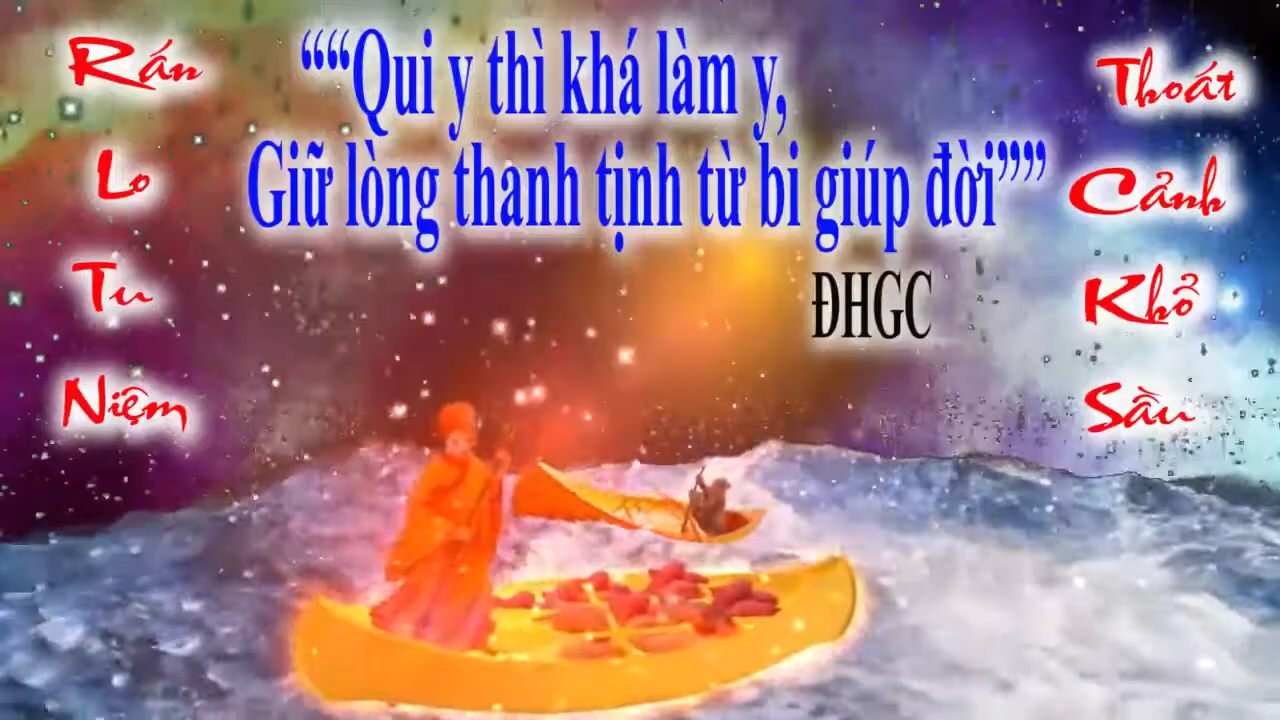 Rấn
Lo
Tu
Niệm
““Qui y thì khá làm y,
Giữ lòng thanh tịnh từ bi giúp đời””
ĐHGC
Thoát
Cảnh
Khổ
Sầu